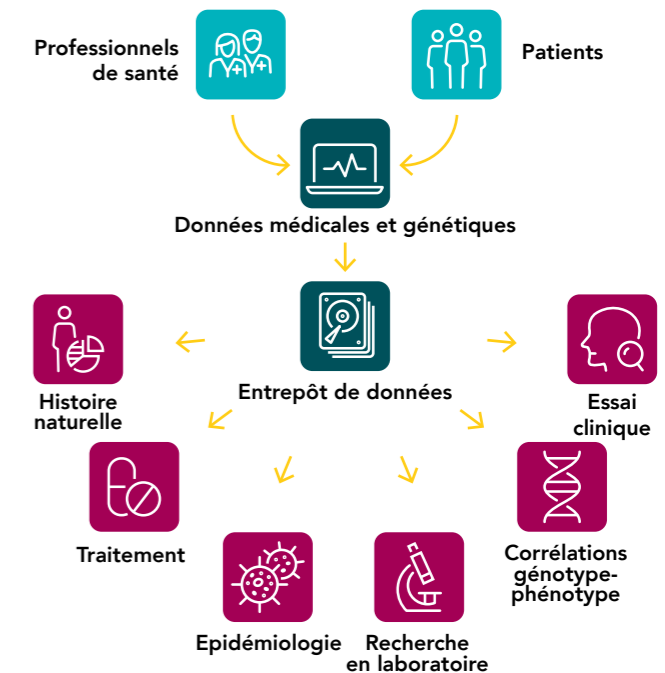 Professionnels
de santé
Patients
Données médicales et génétiques
Entrepôt de données
Histoire
naturelle
Essai
clinique
Traitement
Corrélations
génotype-
phénotype
Epidémiologie
Recherche
en laboratoire